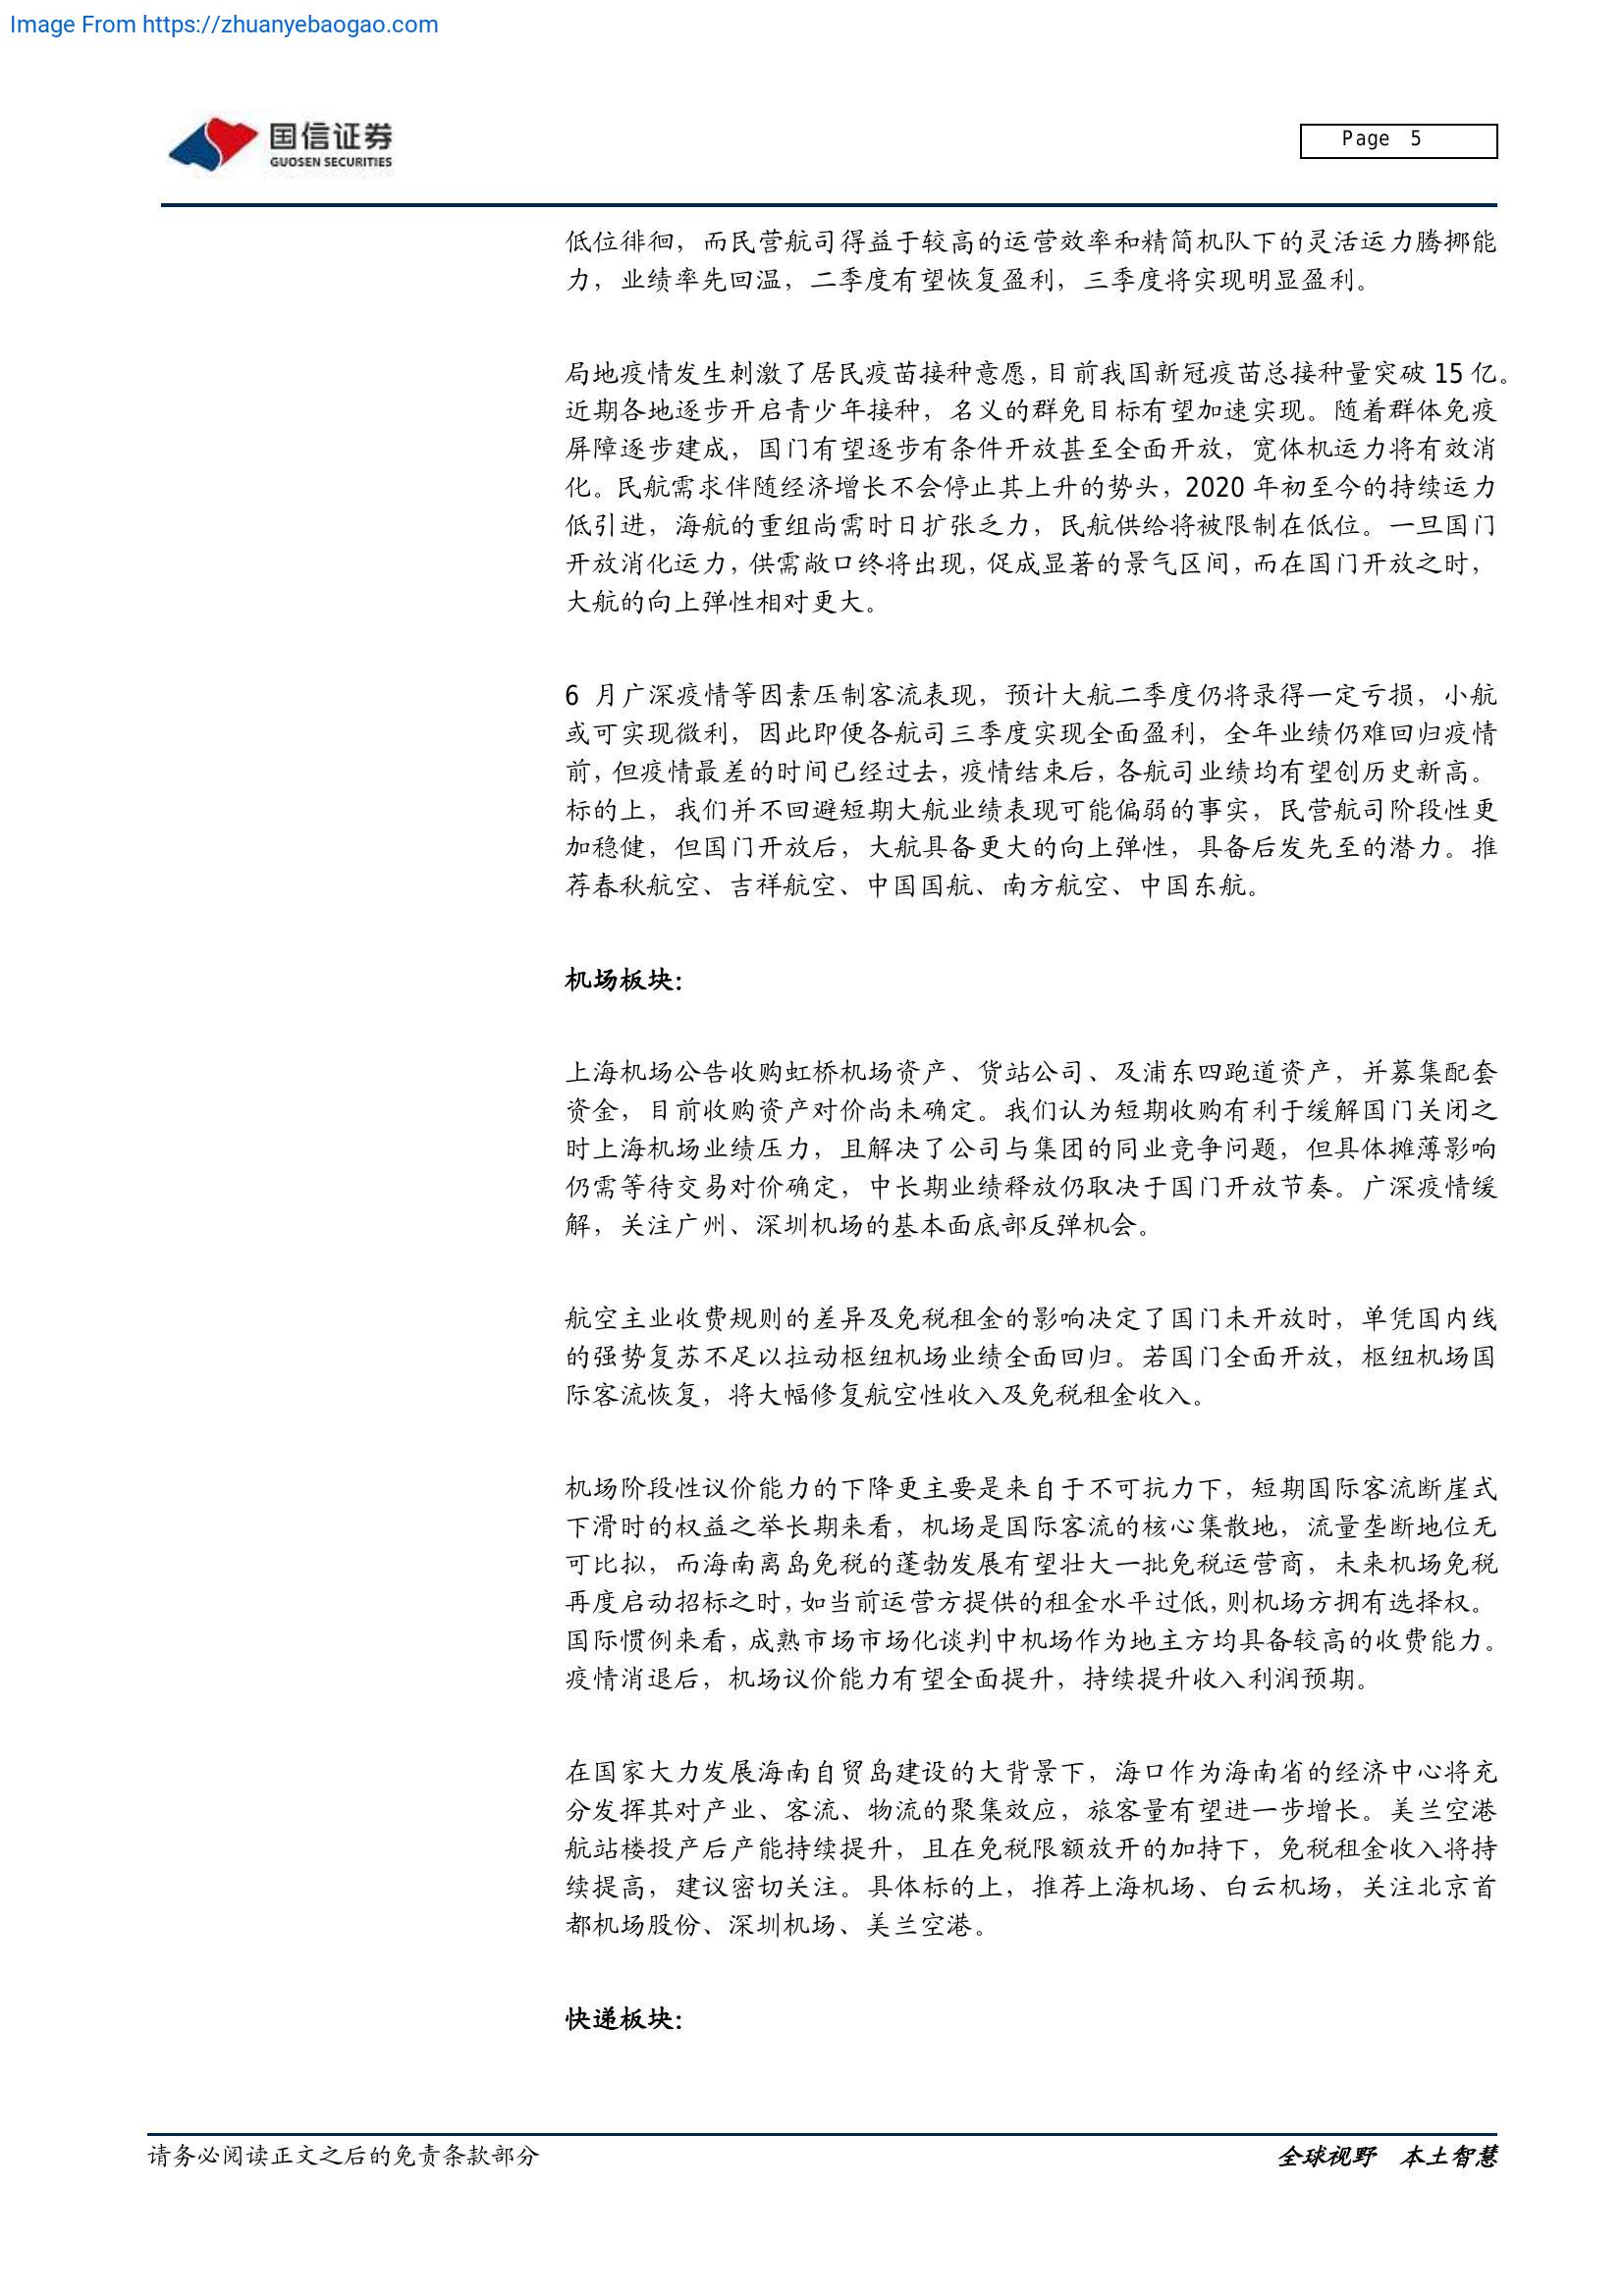 Image From https://zhuanyebaogao.com
国信证券
GUOSEN SECURITIES
Page 5
低位徘徊，而民营航司得益于较高的运营效率和精简机队下的灵活运力腾挪能
力，业绩率先回温，二季度有望恢复盈利，三季度将实现明显盈利。
局地疫情发生刺激了居民疫苗接种意愿，目前我国新冠疫苗总接种量突破 15 亿。
近期各地逐步开启青少年接种，名义的群免目标有望加速实现。随着群体免疫
屏障逐步建成，国门有望逐步有条件开放甚至全面开放，宽体机运力将有效消
化。民航需求伴随经济增长不会停止其上升的势头，2020 年初至今的持续运力
低引进，海航的重组尚需时日扩张乏力，民航供给将被限制在低位。一旦国门
开放消化运力，供需敞口终将出现，促成显著的景气区间，而在国门开放之时，
大航的向上弹性相对更大。
6 月广深疫情等因素压制客流表现，预计大航二季度仍将录得一定亏损，小航
或可实现微利，因此即便各航司三季度实现全面盈利，全年业绩仍难回归疫情
前，但疫情最差的时间已经过去，疫情结束后，各航司业绩均有望创历史新高。
标的上，我们并不回避短期大航业绩表现可能偏弱的事实，民营航司阶段性更
加稳健，但国门开放后，大航具备更大的向上弹性，具备后发先至的潜力。推
荐春秋航空、吉祥航空、中国国航、南方航空、中国东航。
机场板块：
上海机场公告收购虹桥机场资产、货站公司、及浦东四跑道资产，并募集配套
资金，目前收购资产对价尚未确定。我们认为短期收购有利于缓解国门关闭之
时上海机场业绩压力，且解决了公司与集团的同业竞争问题，但具体摊薄影响
仍需等待交易对价确定，中长期业绩释放仍取决于国门开放节奏。广深疫情缓
解，关注广州、深圳机场的基本面底部反弹机会。
航空主业收费规则的差异及免税租金的影响决定了国门未开放时，单凭国内线
的强势复苏不足以拉动枢纽机场业绩全面回归。若国门全面开放，枢纽机场国
际客流恢复，将大幅修复航空性收入及免税租金收入。
机场阶段性议价能力的下降更主要是来自于不可抗力下，短期国际客流断崖式
下滑时的权益之举长期来看，机场是国际客流的核心集散地，流量垄断地位无
可比拟，而海南离岛免税的蓬勃发展有望壮大一批免税运营商，未来机场免税
再度启动招标之时，如当前运营方提供的租金水平过低，则机场方拥有选择权。
国际惯例来看，成熟市场市场化谈判中机场作为地主方均具备较高的收费能力。
疫情消退后，机场议价能力有望全面提升，持续提升收入利润预期。
在国家大力发展海南自贸岛建设的大背景下，海口作为海南省的经济中心将充
分发挥其对产业、客流、物流的聚集效应，旅客量有望进一步增长。美兰空港
航站楼投产后产能持续提升，且在免税限额放开的加持下，免税租金收入将持
续提高，建议密切关注。具体标的上，推荐上海机场、白云机场，关注北京首
都机场股份、深圳机场、美兰空港。
快递板块：
请务必阅读正文之后的免责条款部分
全球视野 本土智慧